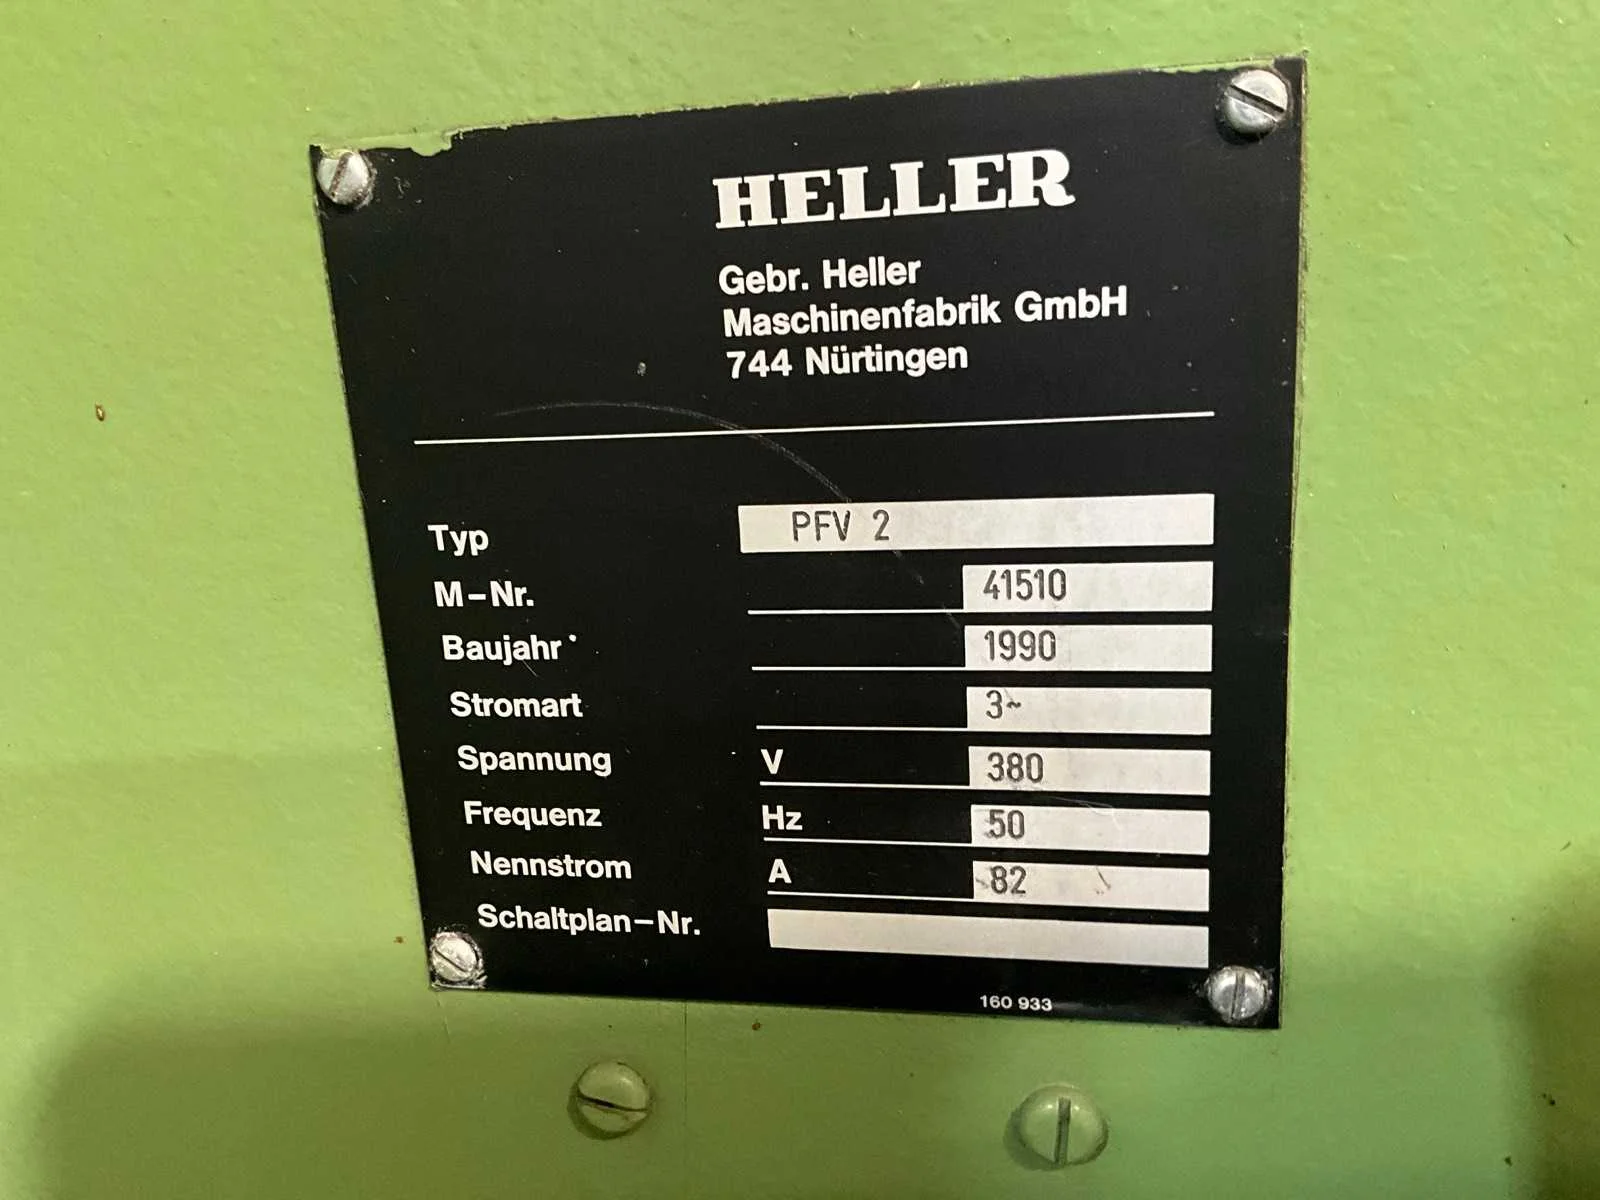 HELLER
Gebr. Heller
Maschinenfabrik GmbH
744 Nürtingen
Typ PFV 2
M-Nr. 41510
Baujahr 1990
Stromart 3~
Spannung V 380
Frequenz Hz 50
Nennstrom A 82
Schaltplan-Nr.
160 933